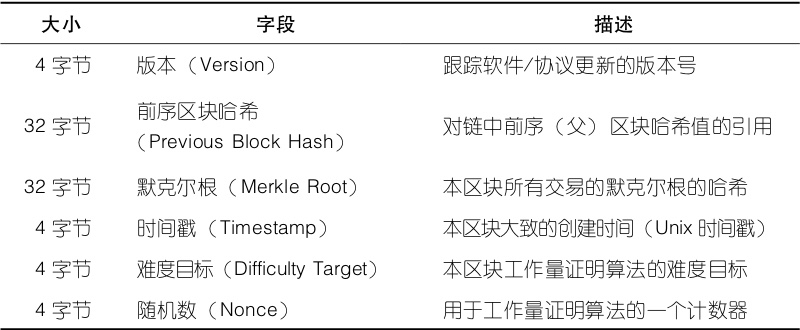 大小 字段 描述
4 字节 版本（Version） 跟踪软件/协议更新的版本号
前序区块哈希
32 字节 （Previous Block Hash） 对链中前序（父）区块哈希值的引用
32 字节 默克尔根（Merkle Root） 本区块所有交易的默克尔根的哈希
4 字节 时间戳（Timestamp） 本区块大致的创建时间（Unix 时间戳）
4 字节 难度目标（Difficulty Target） 本区块工作量证明算法的难度目标
4 字节 随机数（Nonce） 用于工作量证明算法的一个计数器